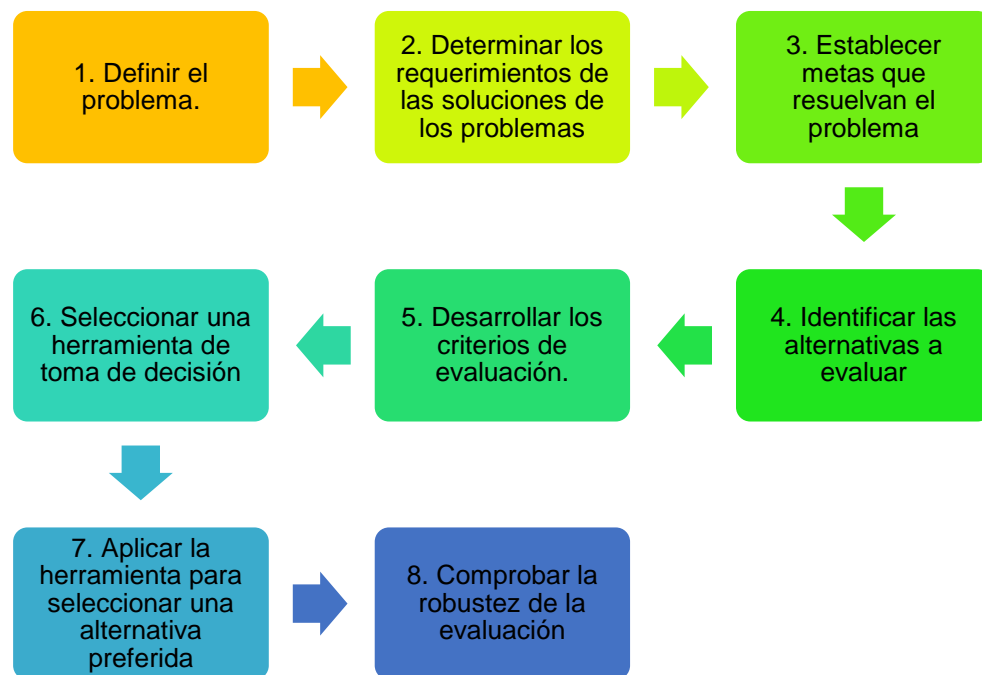 1. Definir el
problema.
2. Determinar los
requerimientos de
las soluciones de
los problemas
3. Establecer
metas que
resuelvan el
problema
4. Identificar las
alternativas a
evaluar
5. Desarrollar los
criterios de
evaluación.
6. Seleccionar una
herramienta de
toma de decisión
7. Aplicar la
herramienta para
seleccionar una
alternativa
preferida
8. Comprobar la
robustez de la
evaluación